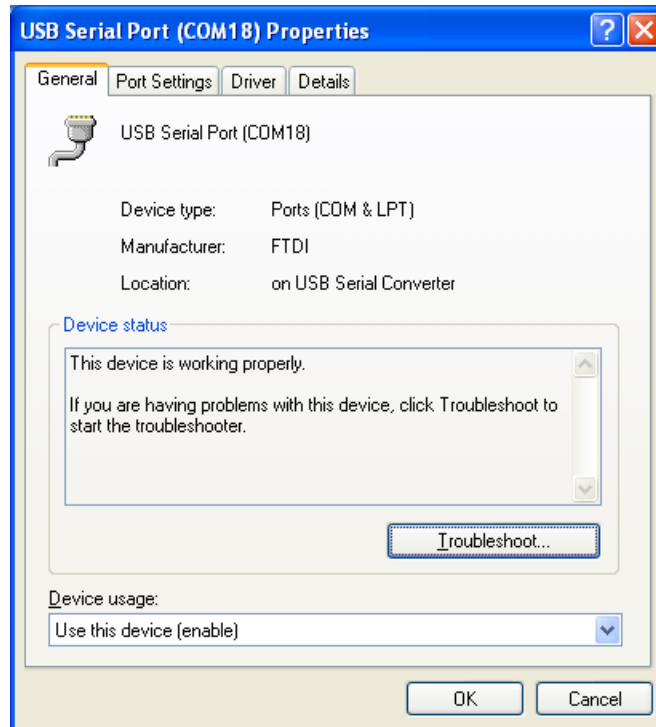 USB Serial Port (COM18) Properties
General Port Settings Driver Details
USB Serial Port (COM18)
Device type: Ports (COM & LPT)
Manufacturer: FTDI
Location: on USB Serial Converter
Device status
This device is working properly.
If you are having problems with this device, click Troubleshoot to
start the troubleshooter.
Troubleshoot...
Device usage:
Use this device (enable)
OK Cancel